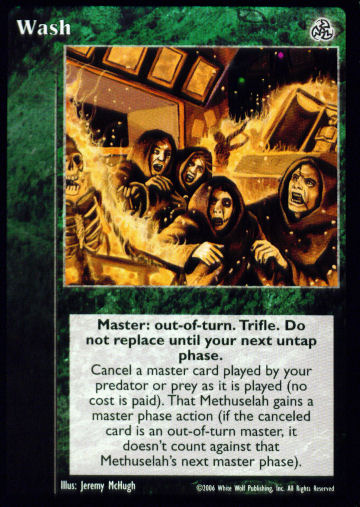 Wash
Master: out-of-turn. Trifle. Do
not replace until your next untap
phase.
Cancel a master card played by your
predator or prey as it is played (no
cost is paid). That Methuselah gains a
master phase action (if the canceled
card is an out-of-turn master, it
doesn't count against that
Methuselah's next master phase).
Illus: Jeremy McHugh ©2006 White Wolf Publishing, Inc. All Rights Reserved